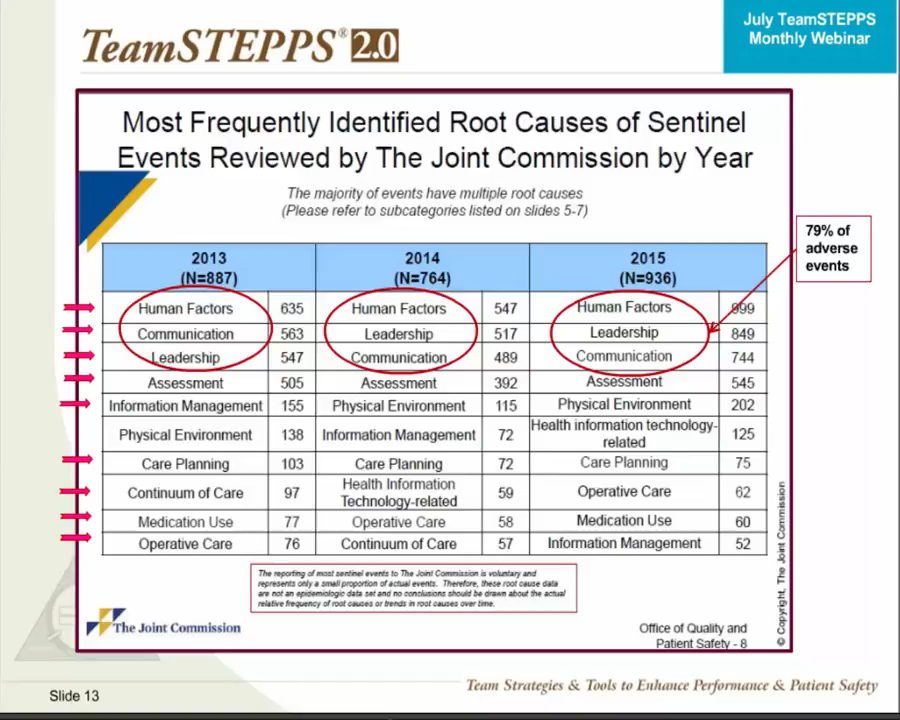 July TeamSTEPPS
Monthly Webinar
TeamSTEPPS® 2.0
Most Frequently Identified Root Causes of Sentinel
Events Reviewed by The Joint Commission by Year
The majority of events have multiple root causes
(Please refer to subcategories listed on slides 5-7)
79% of
adverse
events
2013 2014 2015
(N=887) (N=764) (N=936)
Human Factors 635 Human Factors 547 Human Factors 999
Communication 563 Leadership 517 Leadership 849
Leadership 547 Communication 489 Communication 744
Assessment 505 Assessment 392 Assessment 545
Information Management 155 Physical Environment 115 Physical Environment 202
Physical Environment 138 Information Management 72 Health information technology-
related 125
Care Planning 103 Care Planning 72 Care Planning 75
Continuum of Care 97 Health Information
Technology-related 59 Operative Care 62
Medication Use 77 Operative Care 58 Medication Use 60
Operative Care 76 Continuum of Care 57 Information Management 52
The reporting of most sentinel events to The Joint Commission is voluntary and
represents only a small proportion of actual events. Therefore, these root cause data
are not an epidemiologic data set and no conclusions should be drawn about the actual
relative frequency of root causes or trends in root causes over time.
The Joint Commission
Office of Quality and
Patient Safety - 8
© Copyright, The Joint Commission
Slide 13
Team Strategies & Tools to Enhance Performance & Patient Safety